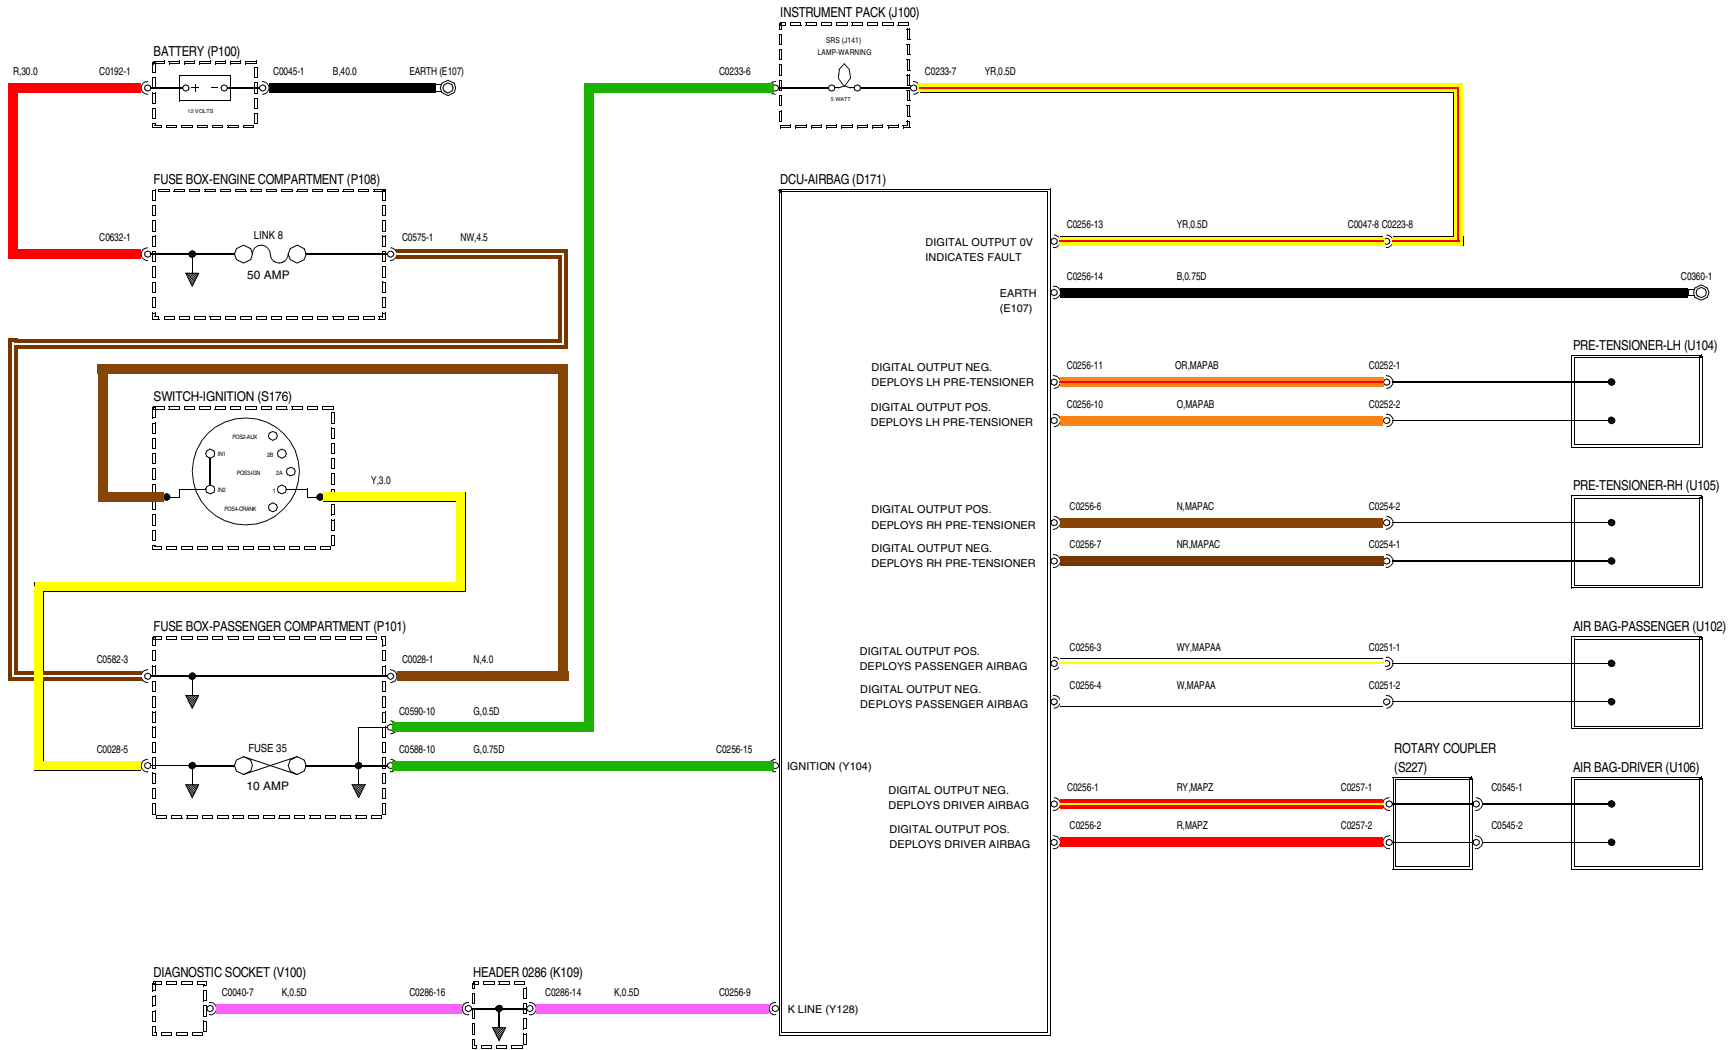 INSTRUMENT PACK (J100)
SRS (J141)
LAMP-WARNING
5 WATT
C0233-6
C0233-7
YR,0.5D
BATTERY (P100)
R,30.0
C0192-1
+ -
12 VOLTS
C0045-1
B,40.0
EARTH (E107)
FUSE BOX-ENGINE COMPARTMENT (P108)
C0632-1
LINK 8
50 AMP
C0575-1
NW,4.5
SWITCH-IGNITION (S176)
POS2-AUX
IN1
2B
POS3-IGN
2A
IN2
1
POS4-CRANK
Y,3.0
FUSE BOX-PASSENGER COMPARTMENT (P101)
C0582-3
C0028-1
N,4.0
C0590-10
G,0.5D
C0028-5
FUSE 35
10 AMP
C0588-10
G,0.75D
C0256-15
DIAGNOSTIC SOCKET (V100)
C0040-7
K,0.5D
C0286-16
HEADER 0286 (K109)
C0286-14
K,0.5D
C0256-9
DCU-AIRBAG (D171)
DIGITAL OUTPUT 0V
INDICATES FAULT
C0256-13
YR,0.5D
C0047-8 C0223-8
EARTH
(E107)
C0256-14
B,0.75D
C0360-1
DIGITAL OUTPUT NEG.
DEPLOYS LH PRE-TENSIONER
C0256-11
OR,MAPAB
C0252-1
DIGITAL OUTPUT POS.
DEPLOYS LH PRE-TENSIONER
C0256-10
O,MAPAB
C0252-2
PRE-TENSIONER-LH (U104)
DIGITAL OUTPUT POS.
DEPLOYS RH PRE-TENSIONER
C0256-6
N,MAPAC
C0254-2
DIGITAL OUTPUT NEG.
DEPLOYS RH PRE-TENSIONER
C0256-7
NR,MAPAC
C0254-1
PRE-TENSIONER-RH (U105)
DIGITAL OUTPUT POS.
DEPLOYS PASSENGER AIRBAG
C0256-3
WY,MAPAA
C0251-1
DIGITAL OUTPUT NEG.
DEPLOYS PASSENGER AIRBAG
C0256-4
W,MAPAA
C0251-2
AIR BAG-PASSENGER (U102)
IGNITION (Y104)
DIGITAL OUTPUT NEG.
DEPLOYS DRIVER AIRBAG
C0256-1
RY,MAPZ
C0257-1
DIGITAL OUTPUT POS.
DEPLOYS DRIVER AIRBAG
C0256-2
R,MAPZ
C0257-2
ROTARY COUPLER
(S227)
C0545-1
C0545-2
AIR BAG-DRIVER (U106)
K LINE (Y128)